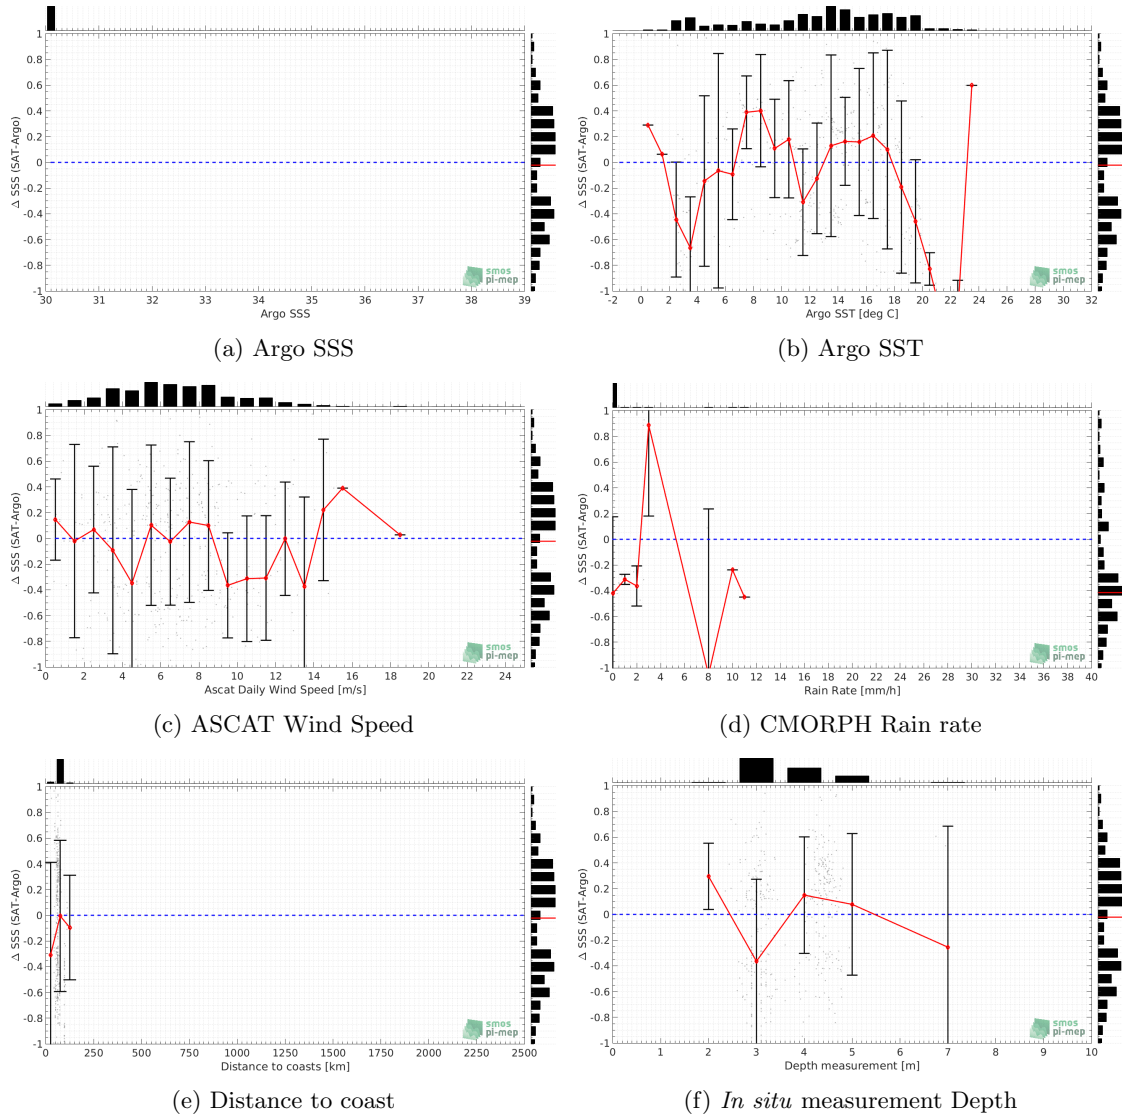 1
0.8
0.6
0.4
0.2
0
-0.2
-0.4
-0.6
-0.8
-1
Δ SSS (SAT-Argo)
30 31 32 33 34 35 36 37 38 39
Argo SSS
smos
pi-mep
(a) Argo SSS
1
0.8
0.6
0.4
0.2
0
-0.2
-0.4
-0.6
-0.8
-1
Δ SSS (SAT-Argo)
-2 0 2 4 6 8 10 12 14 16 18 20 22 24 26 28 30 32
Argo SST [deg C]
smos
pi-mep
(b) Argo SST
1
0.8
0.6
0.4
0.2
0
-0.2
-0.4
-0.6
-0.8
-1
Δ SSS (SAT-Argo)
0 2 4 6 8 10 12 14 16 18 20 22 24
Ascat Daily Wind Speed [m/s]
smos
pi-mep
(c) ASCAT Wind Speed
1
0.8
0.6
0.4
0.2
0
-0.2
-0.4
-0.6
-0.8
-1
Δ SSS (SAT-Argo)
0 2 4 6 8 10 12 14 16 18 20 22 24 26 28 30 32 34 36 38 40
Rain Rate [mm/h]
smos
pi-mep
(d) CMORPH Rain rate
1
0.8
0.6
0.4
0.2
0
-0.2
-0.4
-0.6
-0.8
-1
Δ SSS (SAT-Argo)
0 250 500 750 1000 1250 1500 1750 2000 2250 2500
Distance to coasts [km]
smos
pi-mep
(e) Distance to coast
1
0.8
0.6
0.4
0.2
0
-0.2
-0.4
-0.6
-0.8
-1
Δ SSS (SAT-Argo)
0 1 2 3 4 5 6 7 8 9 10
Depth measurement [m]
smos
pi-mep
(f) In situ measurement Depth